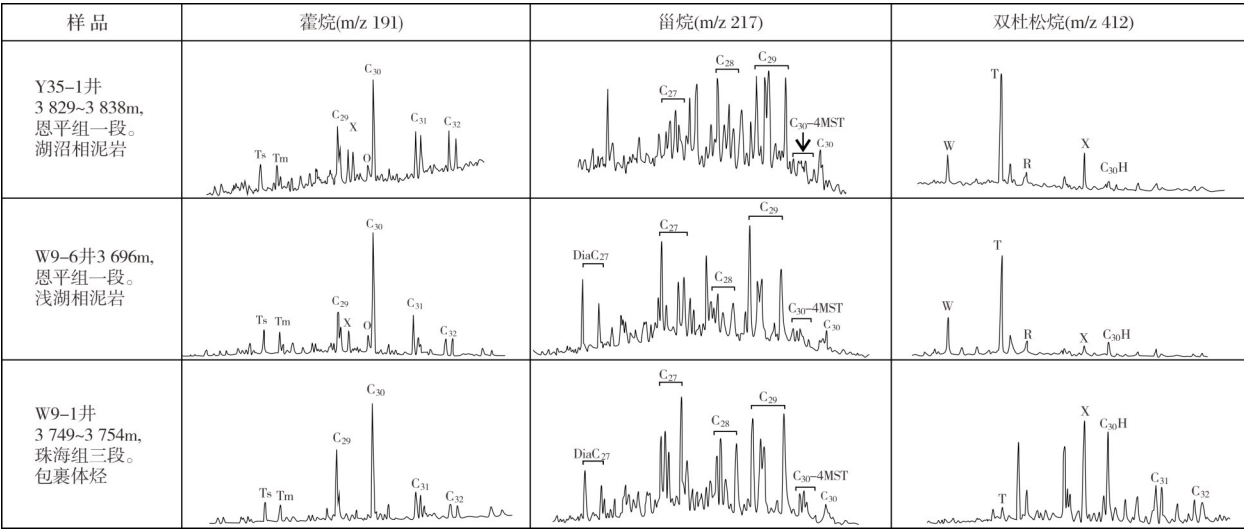 样 品
藿烷(m/z 191)
甾烷(m/z 217)
双杜松烷(m/z 412)
Y35-1井
3 829~3 838m,
恩平组一段。
湖沼相泥岩
Ts
Tm
C₂₉
X
O
C₃₀
C₃₁
C₃₂
C₂₇
C₂₈
C₂₉
C₃₀-4MST
C₃₀
W
T
R
X
C₃₀H
W9-6井3 696m,
恩平组一段。
浅湖相泥岩
Ts
Tm
C₂₉
X
O
C₃₀
C₃₁
C₃₂
DiaC₂₇
C₂₇
C₂₈
C₂₉
C₃₀-4MST
C₃₀
W
T
R
X
C₃₀H
W9-1井
3 749~3 754m,
珠海组三段。
包裹体烃
Ts
Tm
C₂₉
C₃₀
C₃₁
C₃₂
DiaC₂₇
C₂₇
C₂₈
C₂₉
C₃₀-4MST
C₃₀
T
X
C₃₀H
C₃₁
C₃₂